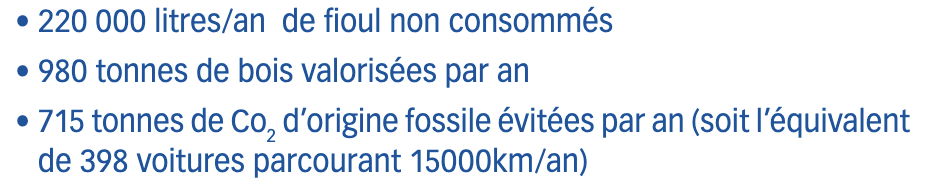 • 220 000 litres/an  de fioul non consommés
• 980 tonnes de bois valorisées par an
• 715 tonnes de Co₂ d’origine fossile évitées par an (soit l’équivalent
de 398 voitures parcourant 15000km/an)